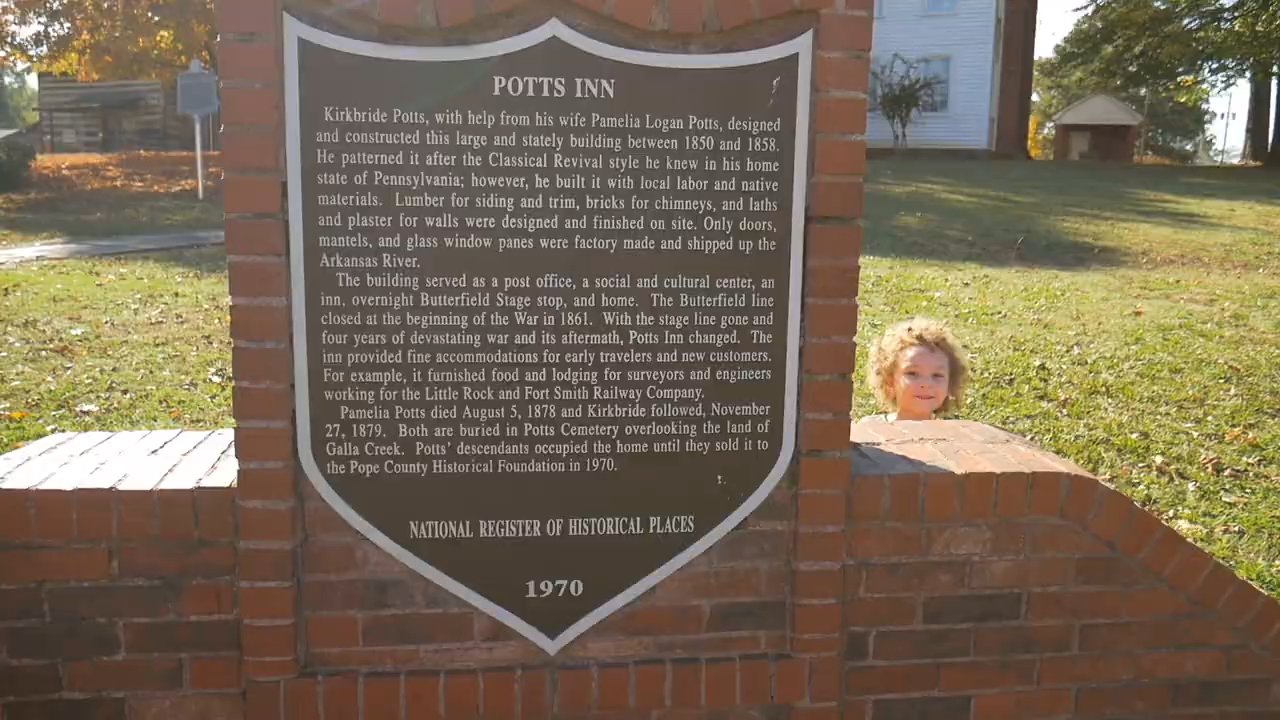 POTTS INN
Kirkbride Potts, with help from his wife Pamelia Logan Potts, designed
and constructed this large and stately building between 1850 and 1858.
He patterned it after the Classical Revival style he knew in his home
state of Pennsylvania; however, he built it with local labor and native
materials. Lumber for siding and trim, bricks for chimneys, and laths
and plaster for walls were designed and finished on site. Only doors,
mantels, and glass window panes were factory made and shipped up the
Arkansas River.
The building served as a post office, a social and cultural center, an
inn, overnight Butterfield Stage stop, and home. The Butterfield line
closed at the beginning of the War in 1861. With the stage line gone and
four years of devastating war and its aftermath, Potts Inn changed. The
inn provided fine accommodations for early travelers and new customers.
For example, it furnished food and lodging for surveyors and engineers
working for the Little Rock and Fort Smith Railway Company.
Pamelia Potts died August 5, 1878 and Kirkbride followed, November
27, 1879. Both are buried in Potts Cemetery overlooking the land of
Galla Creek. Potts' descendants occupied the home until they sold it to
the Pope County Historical Foundation in 1970.
NATIONAL REGISTER OF HISTORICAL PLACES
1970